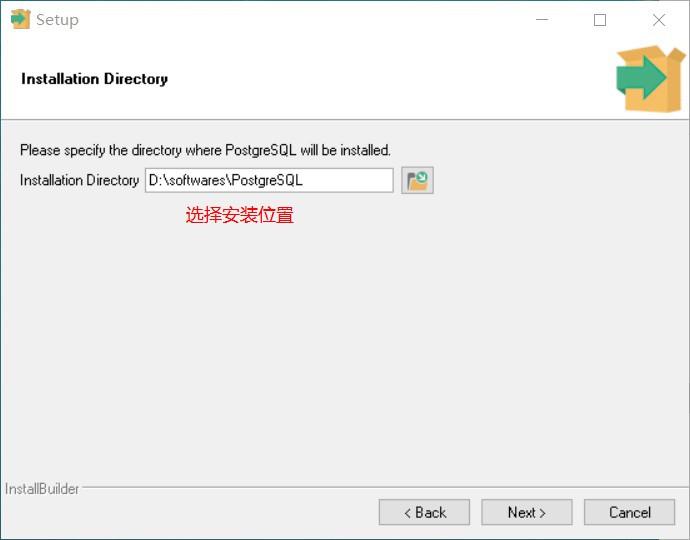 Setup
Installation Directory
Please specify the directory where PostgreSQL will be installed.
Installation Directory D:\softwares\PostgreSQL
选择安装位置
InstallBuilder
< Back Next > Cancel